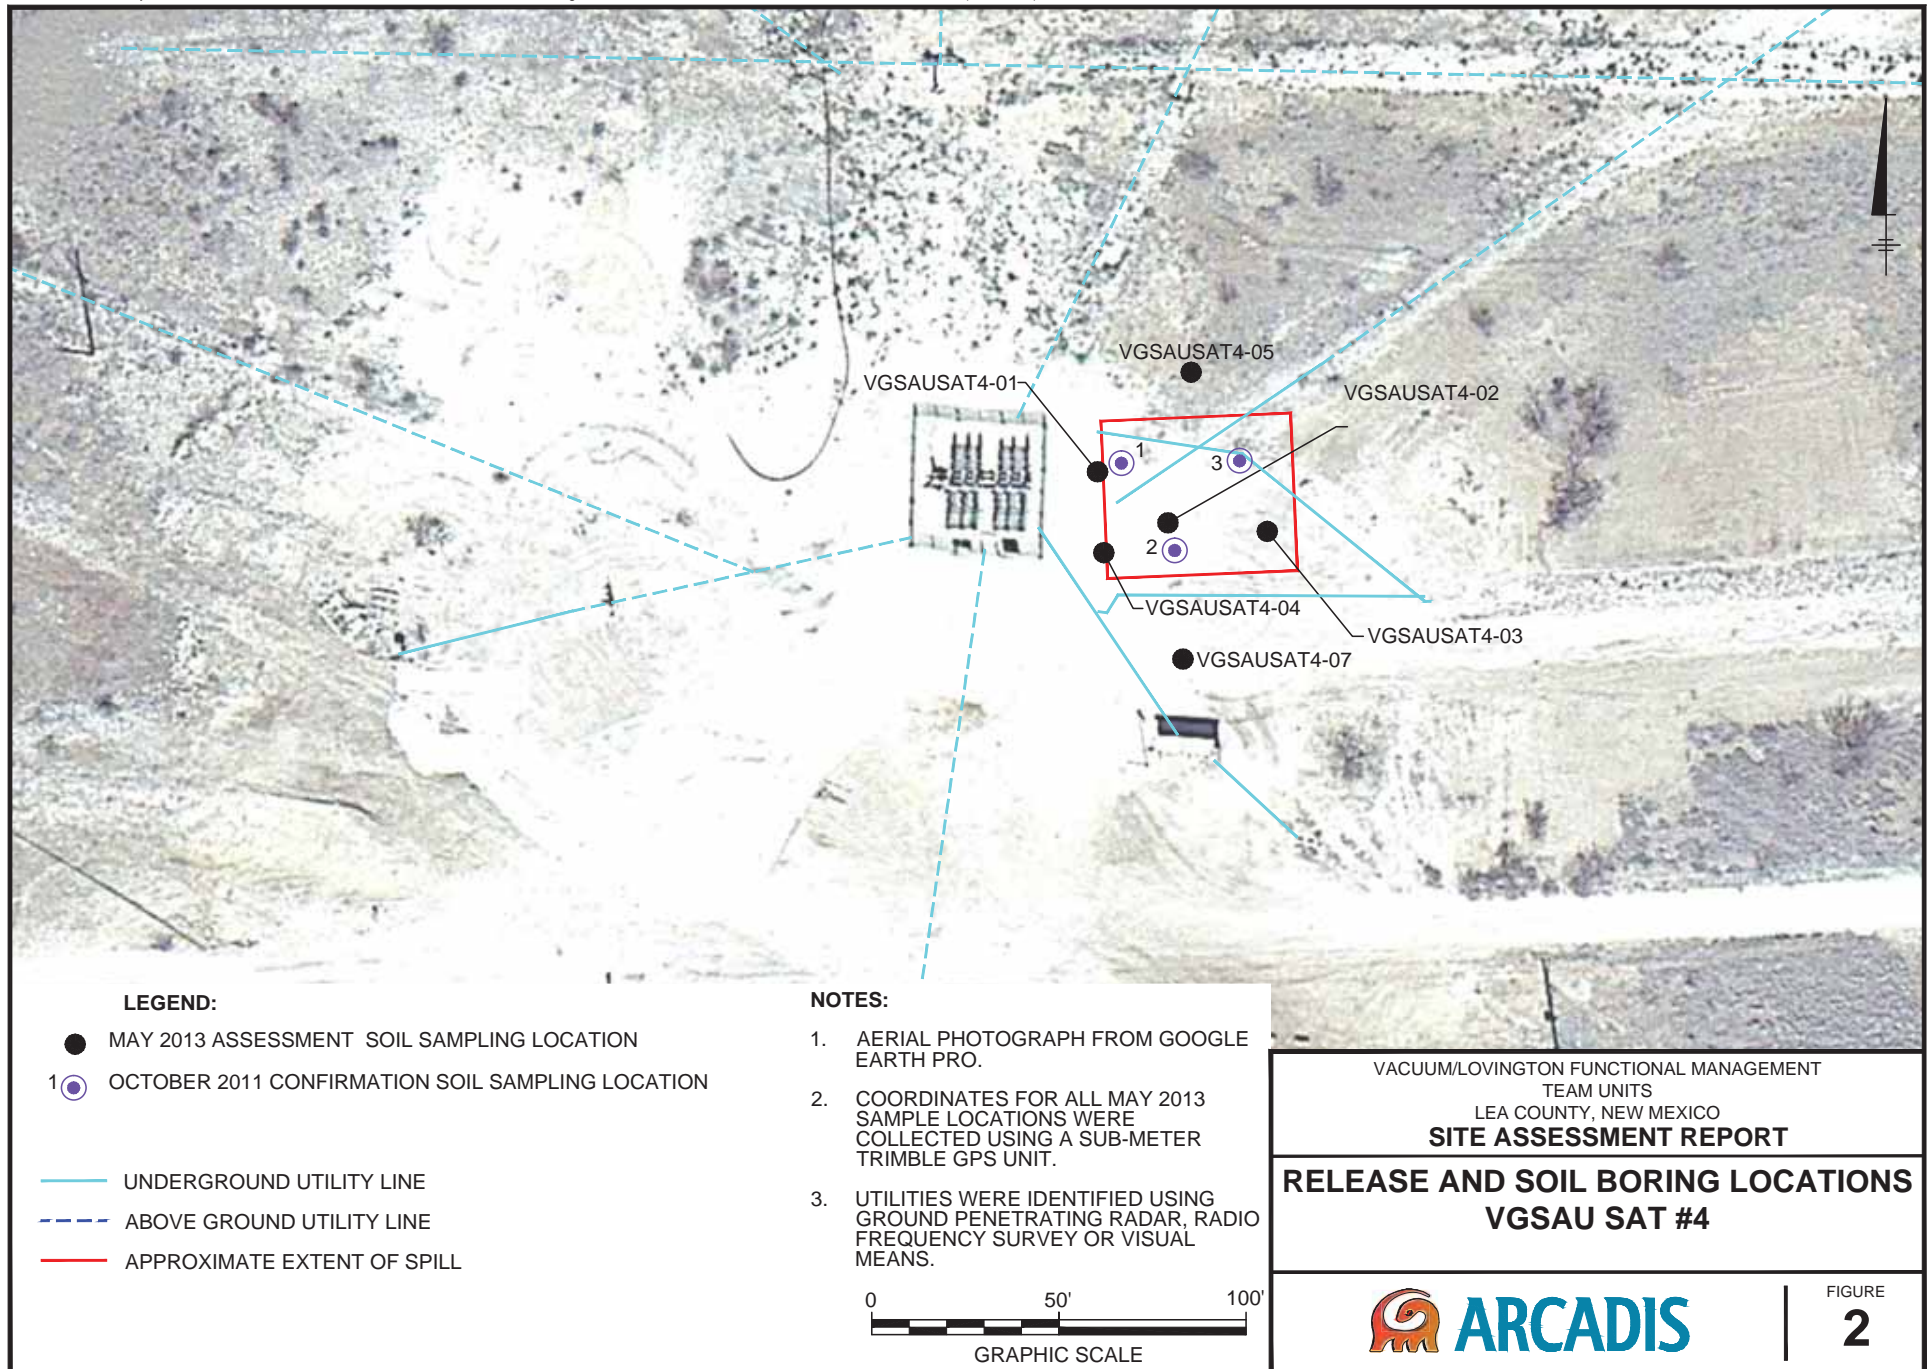 VGSAUSAT4-05
VGSAUSAT4-01
VGSAUSAT4-02
1
3
2
VGSAUSAT4-04
VGSAUSAT4-03
VGSAUSAT4-07
LEGEND:
MAY 2013 ASSESSMENT SOIL SAMPLING LOCATION
1
OCTOBER 2011 CONFIRMATION SOIL SAMPLING LOCATION
UNDERGROUND UTILITY LINE
ABOVE GROUND UTILITY LINE
APPROXIMATE EXTENT OF SPILL
NOTES:
1. AERIAL PHOTOGRAPH FROM GOOGLE
EARTH PRO.
2. COORDINATES FOR ALL MAY 2013
SAMPLE LOCATIONS WERE
COLLECTED USING A SUB-METER
TRIMBLE GPS UNIT.
3. UTILITIES WERE IDENTIFIED USING
GROUND PENETRATING RADAR, RADIO
FREQUENCY SURVEY OR VISUAL
MEANS.
0 50' 100'
GRAPHIC SCALE
VACUUM/LOVINGTON FUNCTIONAL MANAGEMENT
TEAM UNITS
LEA COUNTY, NEW MEXICO
SITE ASSESSMENT REPORT
RELEASE AND SOIL BORING LOCATIONS
VGSAU SAT #4
ARCADIS
FIGURE
2